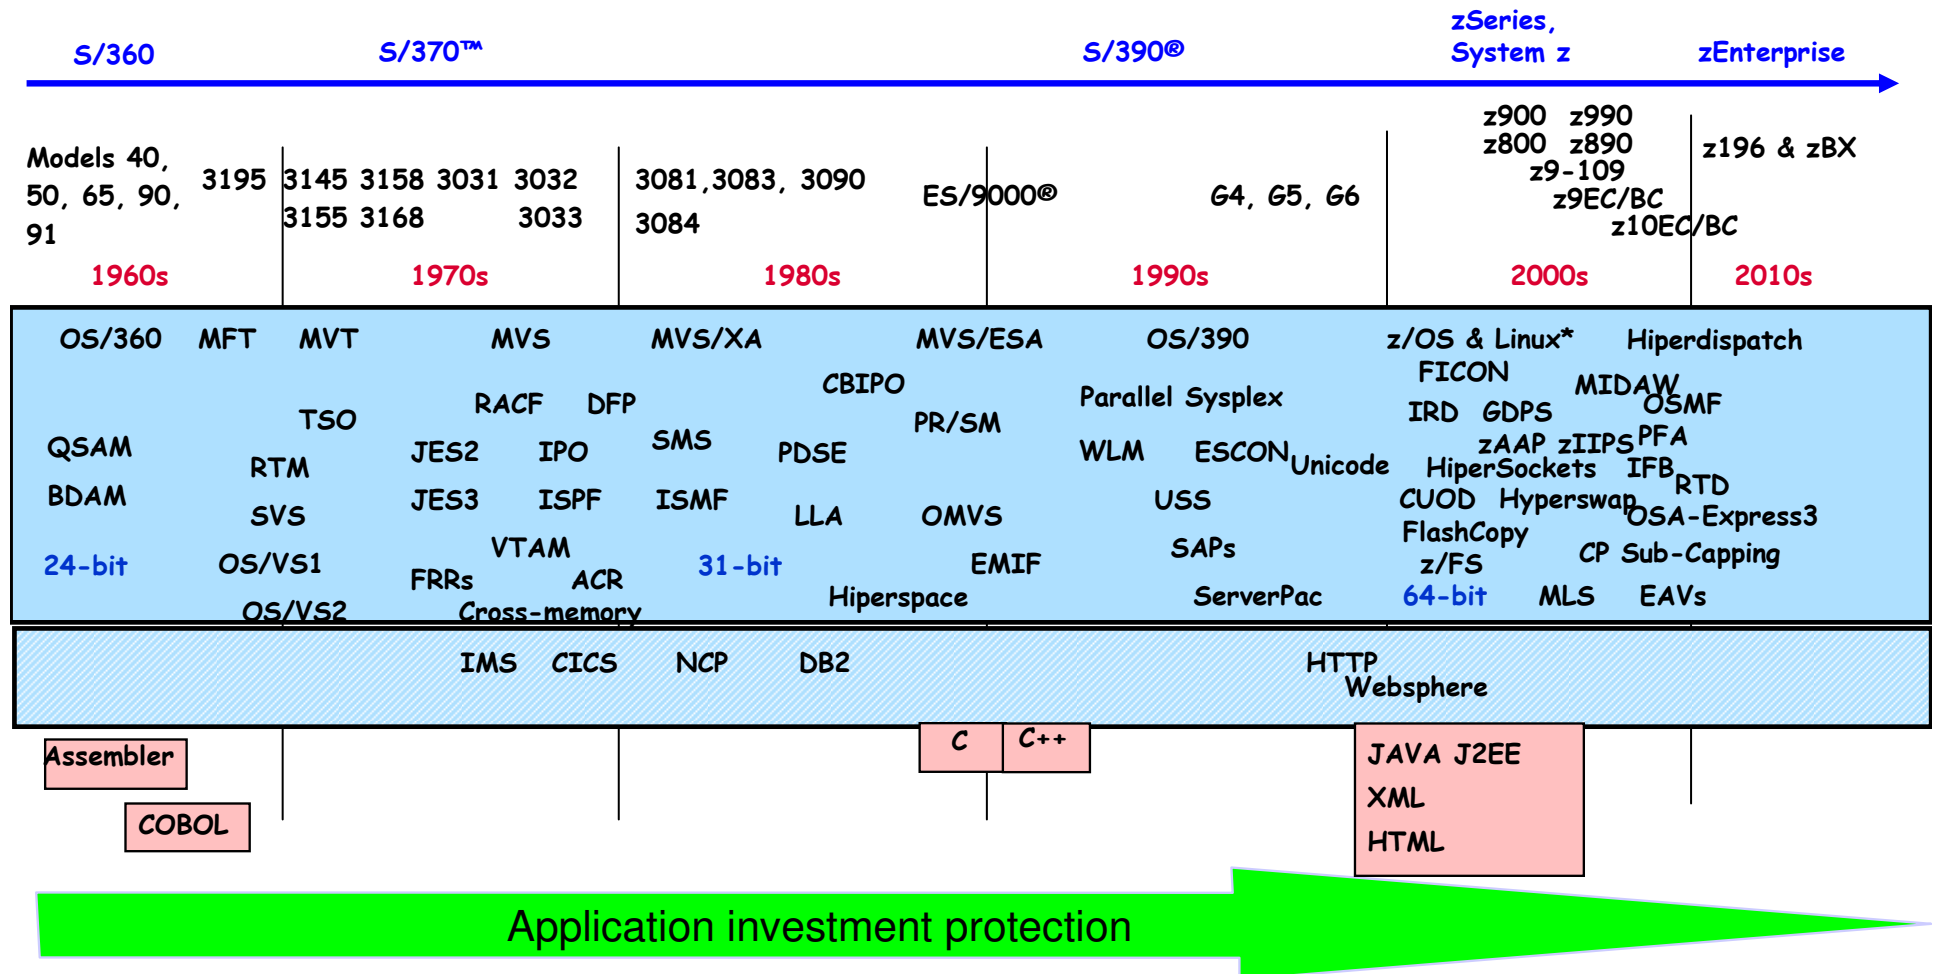 zSeries,
S/360 S/370™ S/390® System z zEnterprise
z900 z990
z800 z890
Models 40, 3195 3145 3158 3031 3032 3081,3083, 3090 z9-109 z196 & zBX
50, 65, 90, 3155 3168 3033 3084 ES/9000® G4, G5, G6 z9EC/BC
91 z10EC/BC
1960s 1970s 1980s 1990s 2000s 2010s
OS/360 MFT MVT MVS MVS/XA MVS/ESA OS/390 z/OS & Linux* Hiperdispatch
FICON
CBIPO MIDAW
RACF DFP Parallel Sysplex OSMF
TSO PR/SM IRD GDPS
QSAM SMS zAAP zIIPS PFA
JES2 IPO PDSE WLM ESCON
RTM Unicode HiperSockets IFB
RTD
BDAM JES3 ISPF ISMF USS CUOD Hyperswap
SVS LLA OMVS OSA-Express3
FlashCopy
VTAM SAPs CP Sub-Capping
24-bit OS/VS1 31-bit EMIF z/FS
FRRs ACR
Hiperspace ServerPac 64-bit MLS EAVs
OS/VS2 Cross-memory
IMS CICS NCP DB2 HTTP
Websphere
C C++
Assembler JAVA J2EE
XML
COBOL
HTML
Application investment protection